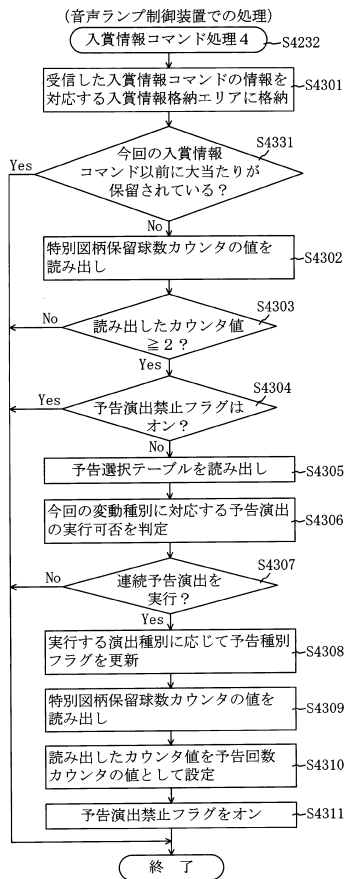 (音声ランプ制御装置での処理)
入賞情報コマンド処理4
S4232
受信した入賞情報コマンドの情報を
対応する入賞情報格納エリアに格納
S4301
S4331
今回の入賞情報
コマンド以前に大当たりが
保留されている?
Yes
No
特別図柄保留球数カウンタの値を
読み出し
S4302
S4303
読み出したカウンタ値
≧2?
No
Yes
S4304
予告演出禁止フラグは
オン?
Yes
No
予告選択テーブルを読み出し
S4305
今回の変動種別に対応する予告演出
の実行可否を判定
S4306
S4307
連続予告演出を
実行?
No
Yes
実行する演出種別に応じて予告種別
フラグを更新
S4308
特別図柄保留球数カウンタの値を
読み出し
S4309
読み出したカウンタ値を予告回数
カウンタの値として設定
S4310
予告演出禁止フラグをオン
S4311
終 了